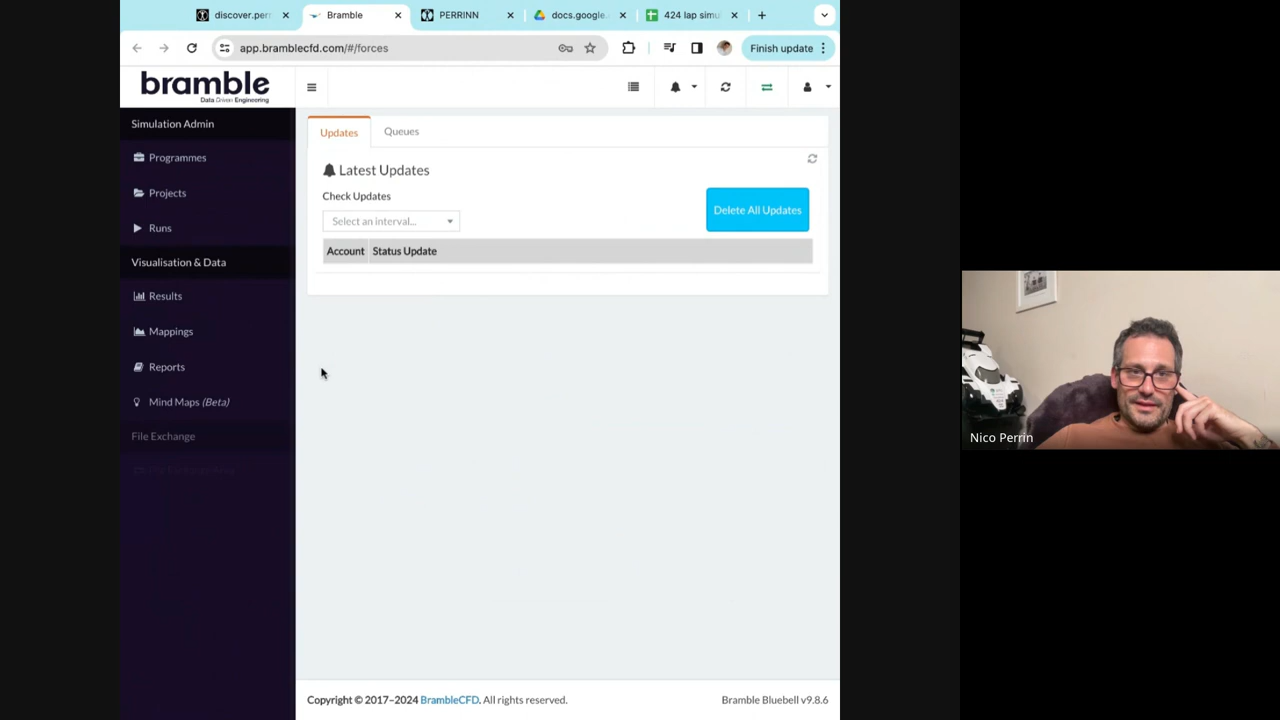 discover.perr
Bramble
PERRINN
docs.google.
424 lap simu
app.bramblecfd.com/#/forces
Finish update
bramble
Data Driven Engineering
Simulation Admin
Programmes
Projects
Runs
Visualisation & Data
Results
Mappings
Reports
Mind Maps (Beta)
File Exchange
Updates
Queues
Latest Updates
Check Updates
Select an interval...
Delete All Updates
Account
Status Update
Nico Perrin
Copyright © 2017–2024 BrambleCFD. All rights reserved.
Bramble Bluebell v9.8.6